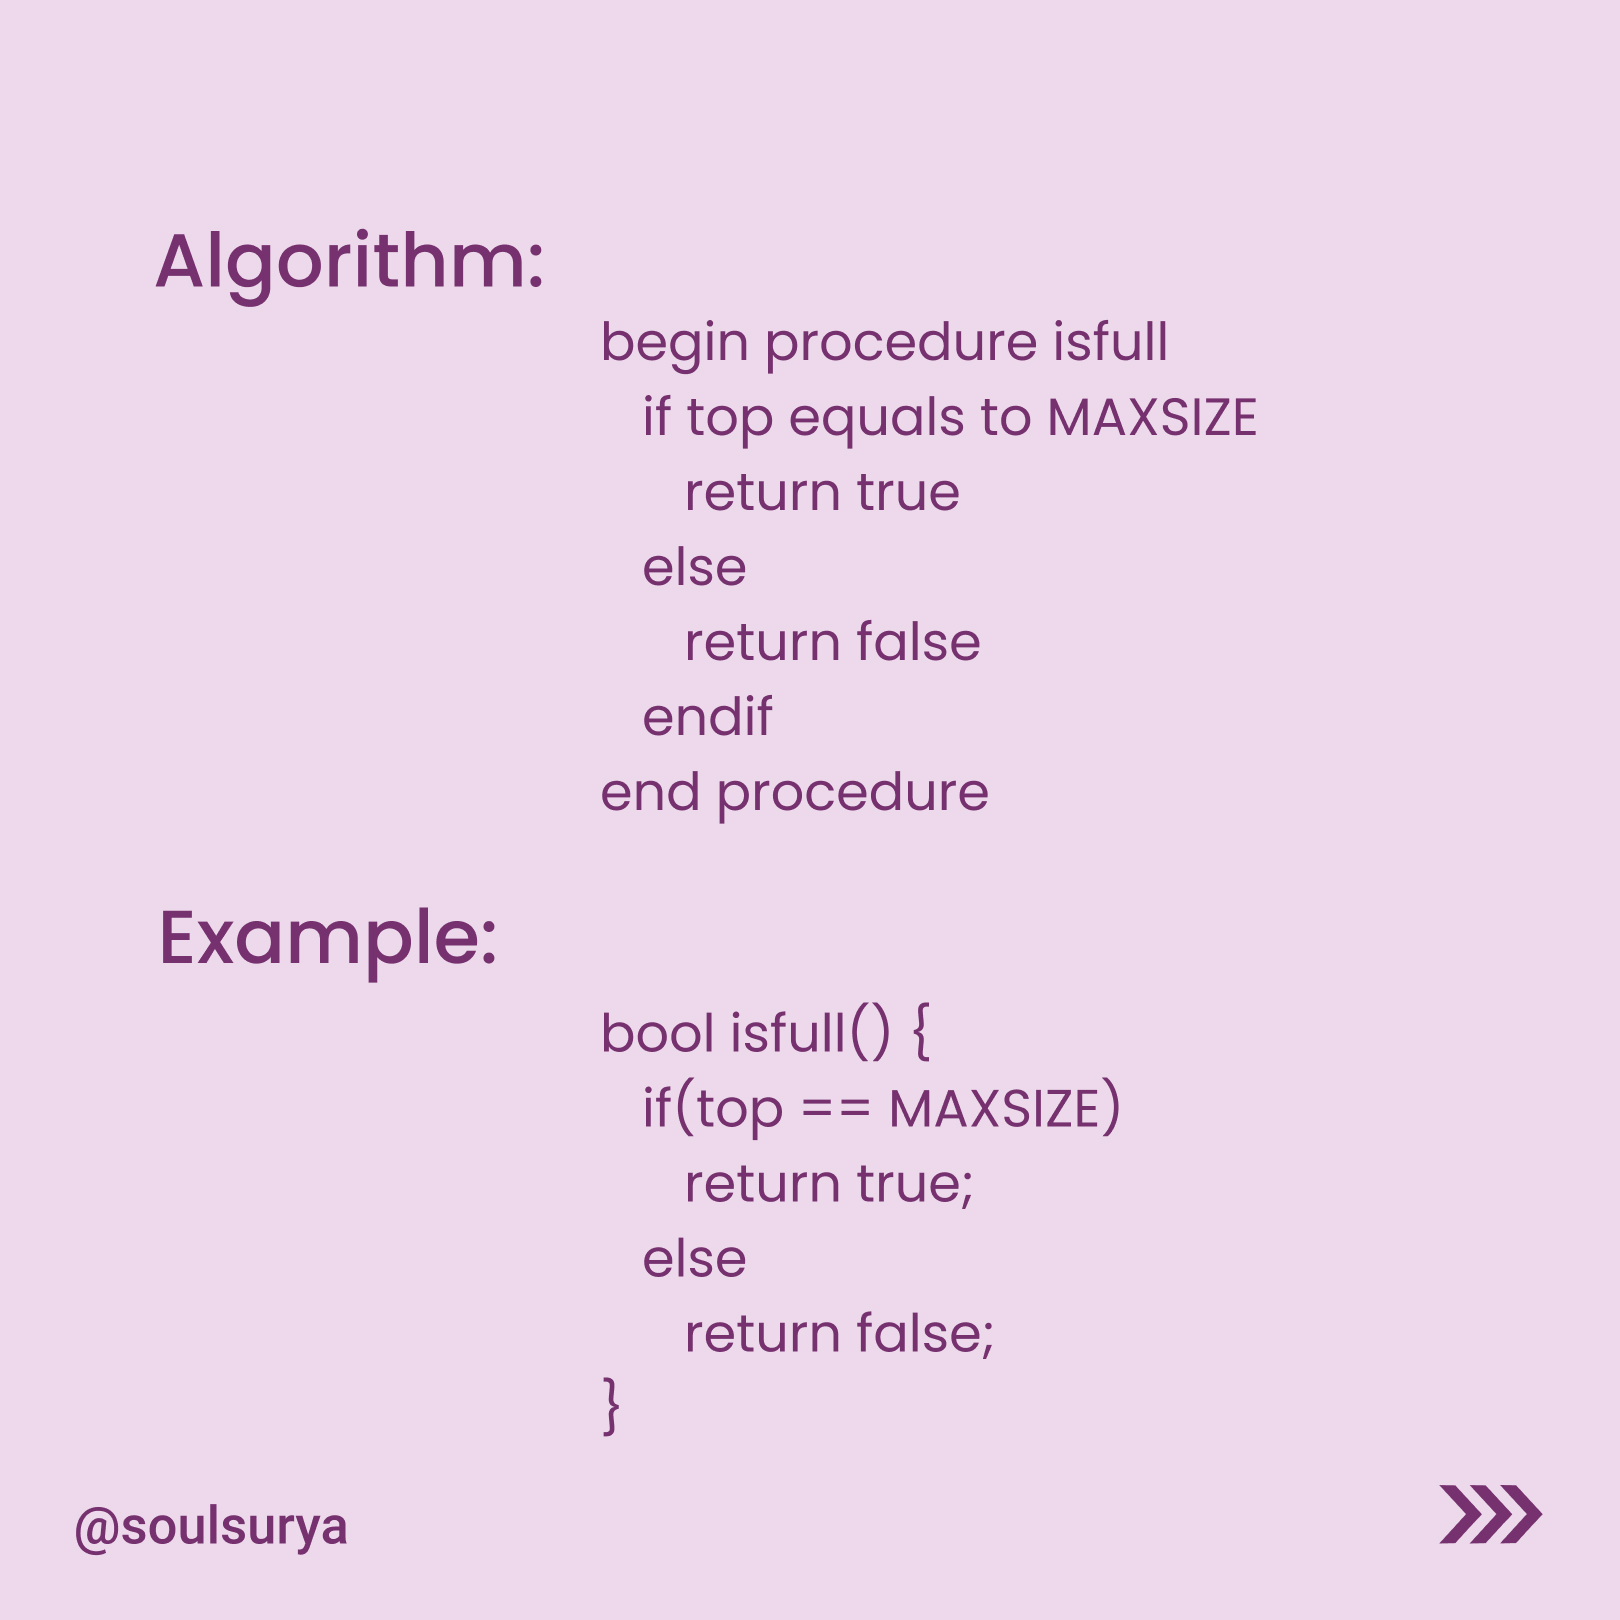 Algorithm:
begin procedure isfull
if top equals to MAXSIZE
return true
else
return false
endif
end procedure
Example:
bool isfull() {
if(top == MAXSIZE)
return true;
else
return false;
}
@soulsurya